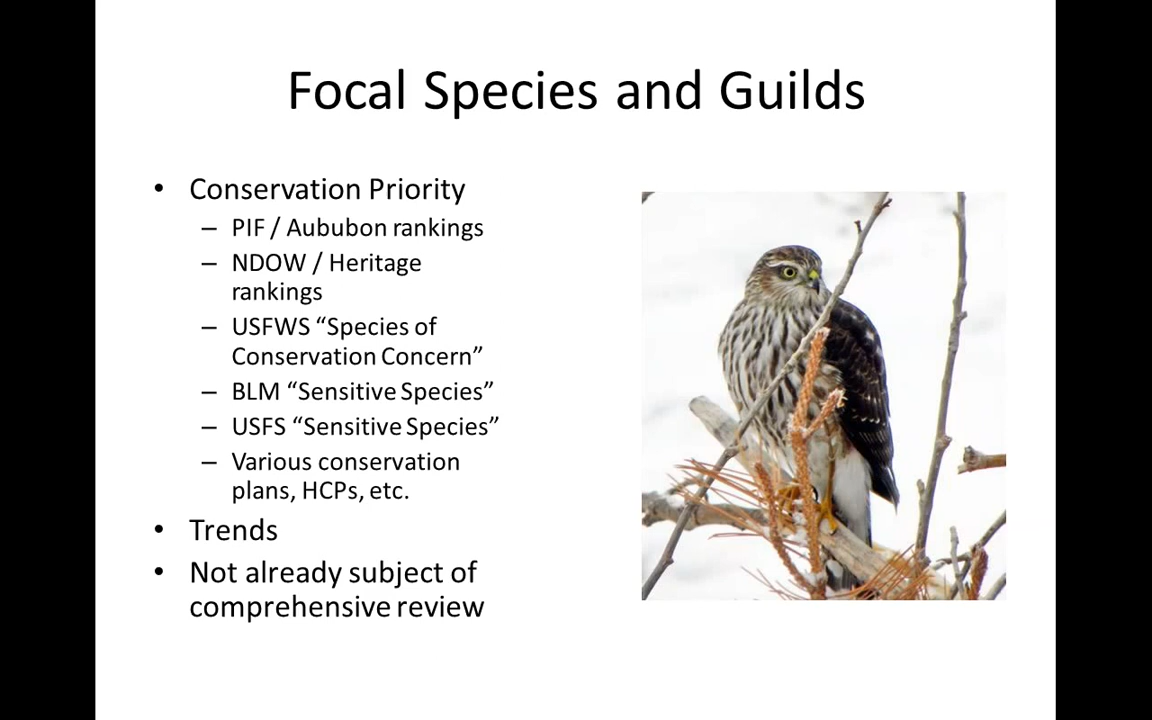 Focal Species and Guilds
• Conservation Priority
– PIF / Aububon rankings
– NDOW / Heritage
rankings
– USFWS “Species of
Conservation Concern”
– BLM “Sensitive Species”
– USFS “Sensitive Species”
– Various conservation
plans, HCPs, etc.
• Trends
• Not already subject of
comprehensive review